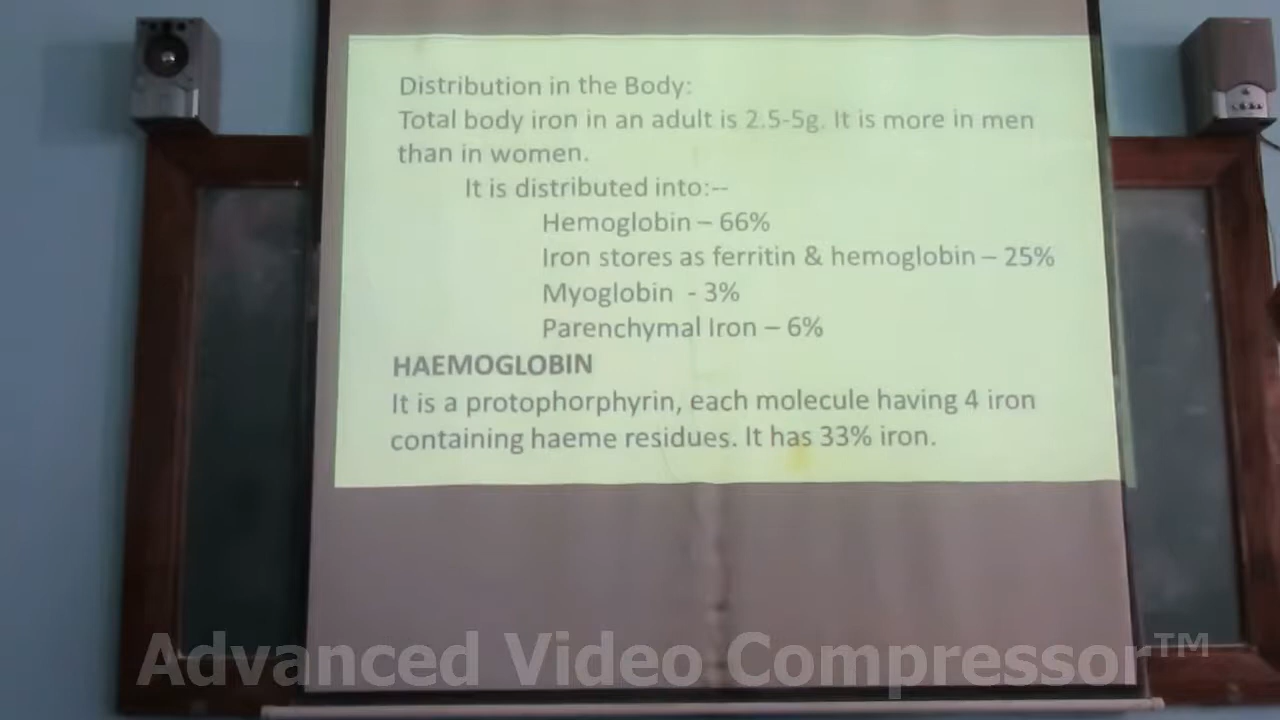 Distribution in the Body:
Total body iron in an adult is 2.5-5g. It is more in men
than in women.
It is distributed into:--
Hemoglobin – 66%
Iron stores as ferritin & hemoglobin – 25%
Myoglobin - 3%
Parenchymal Iron – 6%
HAEMOGLOBIN
It is a protophorphyrin, each molecule having 4 iron
containing haeme residues. It has 33% iron.
Advanced Video Compressor™